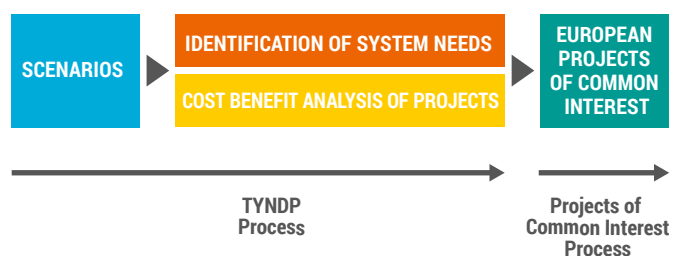 SCENARIOS
IDENTIFICATION OF SYSTEM NEEDS
COST BENEFIT ANALYSIS OF PROJECTS
EUROPEAN
PROJECTS
OF COMMON
INTEREST
TYNDP
Process
Projects of
Common Interest
Process